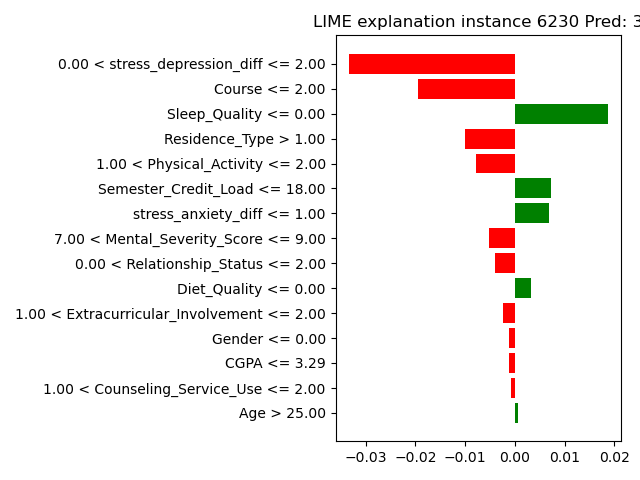 LIME explanation instance 6230 Pred: 3
0.00 < stress_depression_diff <= 2.00
Course <= 2.00
Sleep_Quality <= 0.00
Residence_Type > 1.00
1.00 < Physical_Activity <= 2.00
Semester_Credit_Load <= 18.00
stress_anxiety_diff <= 1.00
7.00 < Mental_Severity_Score <= 9.00
0.00 < Relationship_Status <= 2.00
Diet_Quality <= 0.00
1.00 < Extracurricular_Involvement <= 2.00
Gender <= 0.00
CGPA <= 3.29
1.00 < Counseling_Service_Use <= 2.00
Age > 25.00
−0.03 −0.02 −0.01 0.00 0.01 0.02